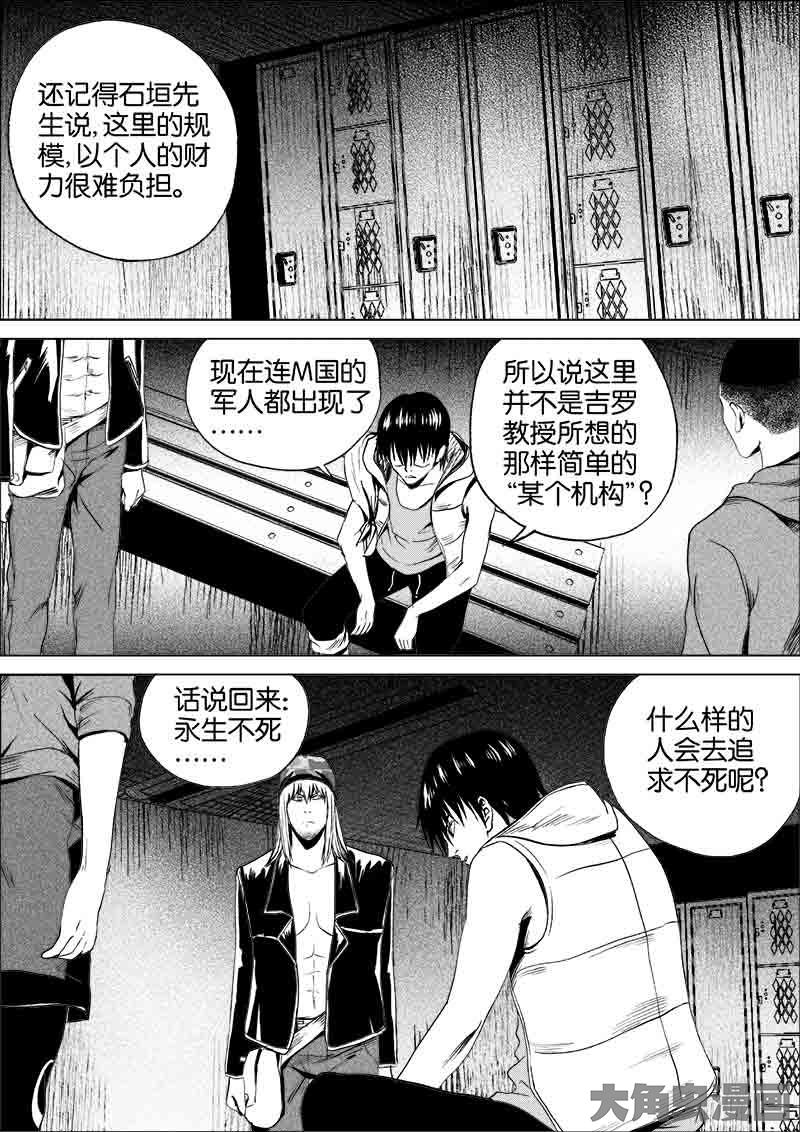 还记得石垣先
生说,这里的规
模,以个人的财
力很难负担。
现在连M国的
军人都出现了
……
所以说这里
并不是吉罗
教授所想的
那样简单的
“某个机构”?
话说回来:
永生不死
……
什么样的
人会去追
求不死呢?
大角虫漫画